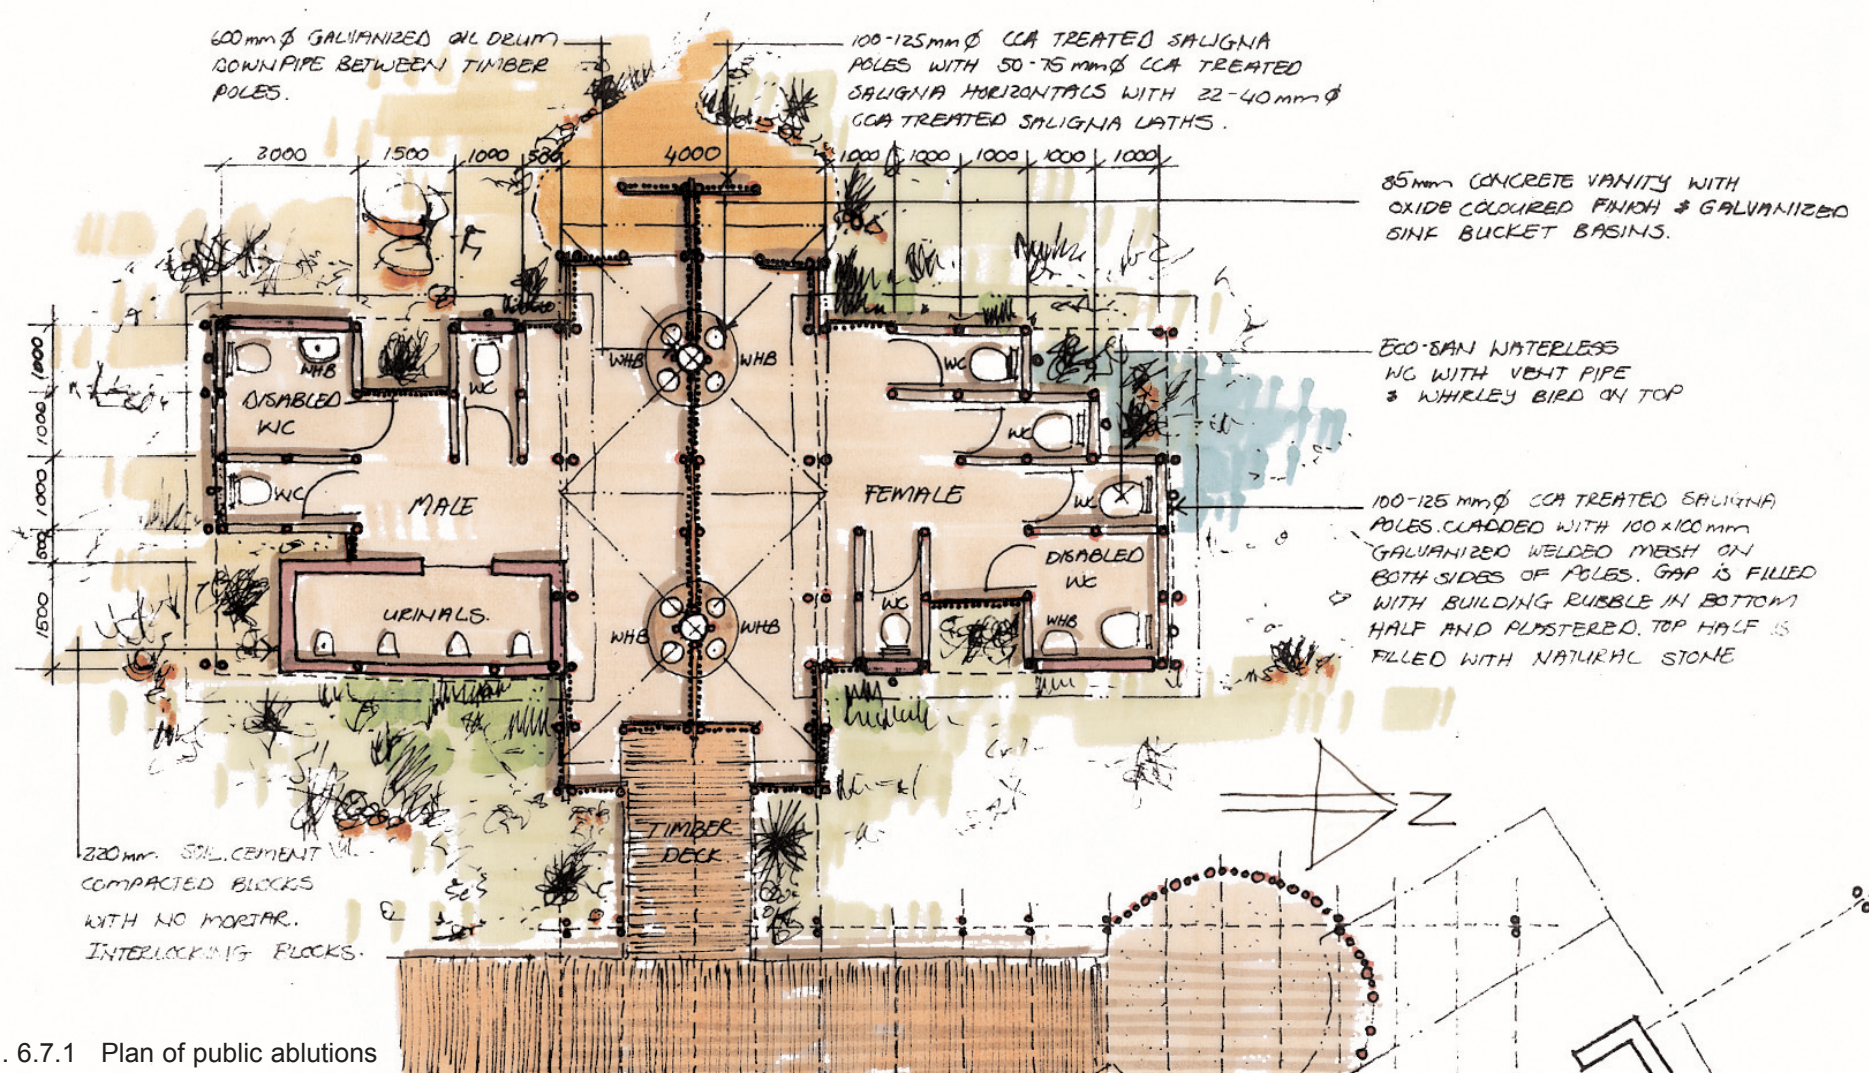 600mm Ø GALVANIZED OIL DRUM
DOWNPIPE BETWEEN TIMBER
POLES.
100-125mm Ø CCA TREATED SALIGNA
POLES WITH 50-75 mm Ø CCA TREATED
SALIGNA HORIZONTALS WITH 22-40mm Ø
CCA TREATED SALIGNA LATHS.
2000 1500 1000 500 4000 1000 1000 1000 1000 1000
85mm CONCRETE VANITY WITH
OXIDE COLOURED FINISH & GALVANIZED
SINK BUCKET BASINS.
ECO-SAN WATERLESS
WC WITH VENT PIPE
& WHIRLEY BIRD ON TOP
100-125 mm Ø CCA TREATED SALIGNA
POLES. CLADDED WITH 100x100mm
GALVANIZED WELDED MESH ON
BOTH SIDES OF POLES. GAP IS FILLED
WITH BUILDING RUBBLE IN BOTTOM
HALF AND PLASTERED. TOP HALF IS
FILLED WITH NATURAL STONE
1000
1000
1000
500
1500
WHB
DISABLED
WC
WC
WC
MALE
URINALS.
WHB
WHB
WHB
WHB
FEMALE
WC
WC
WC
DISABLED
WC
WHB
WC
TIMBER
DECK
N
220mm SOIL CEMENT
COMPACTED BLOCKS
WITH NO MORTAR.
INTERLOCKING BLOCKS.
. 6.7.1 Plan of public ablutions